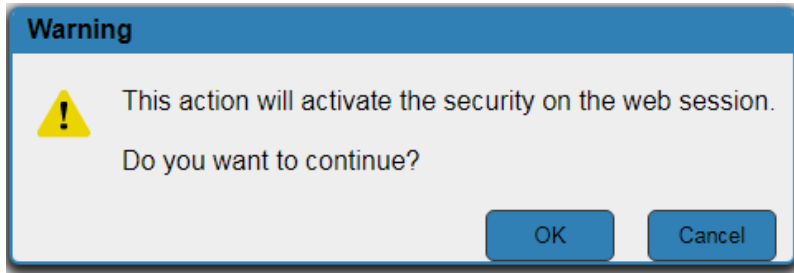 Warning
This action will activate the security on the web session.
Do you want to continue?
OK
Cancel